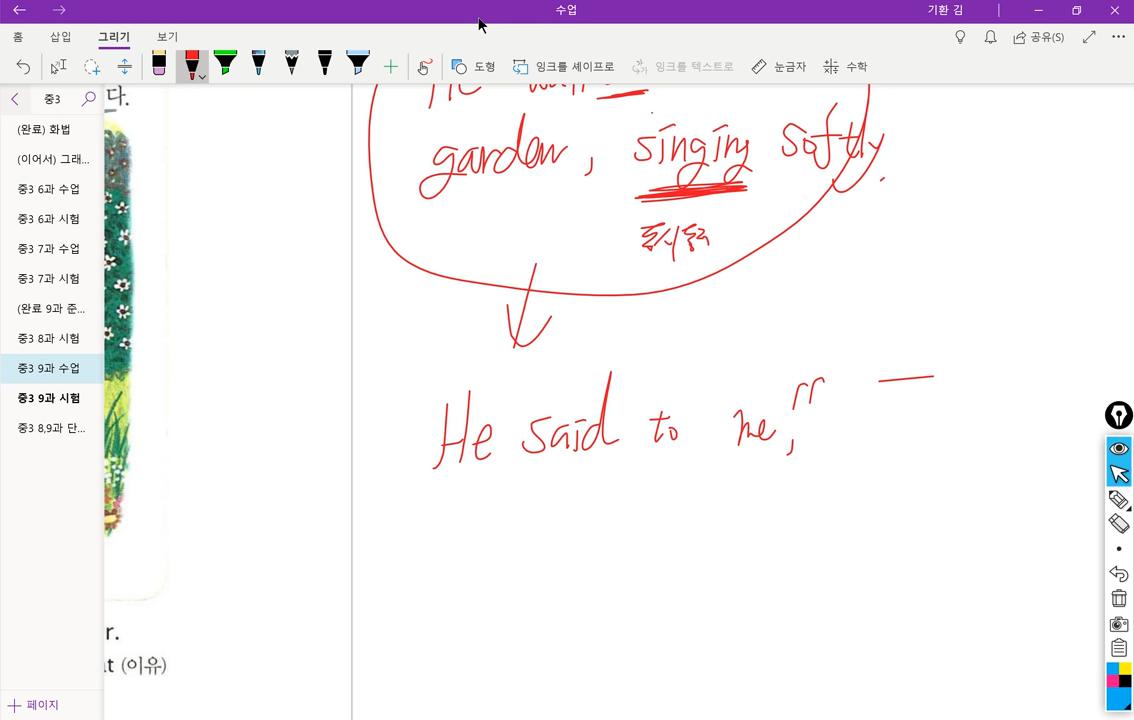 수업
기환 김
홈 삽입 그리기 보기
공유(S)
도형 잉크를 셰이프로 잉크를 텍스트로 눈금자 수학
중3
다.
(완료) 화법
(이어서) 그래...
중3 6과 수업
중3 6과 시험
중3 7과 수업
중3 7과 시험
(완료 9과 준...
중3 8과 시험
중3 9과 수업
중3 9과 시험
중3 8,9과 단...
페이지
r.
t (이유)
He
garden, singing softly.
동시동작
He said to me, "